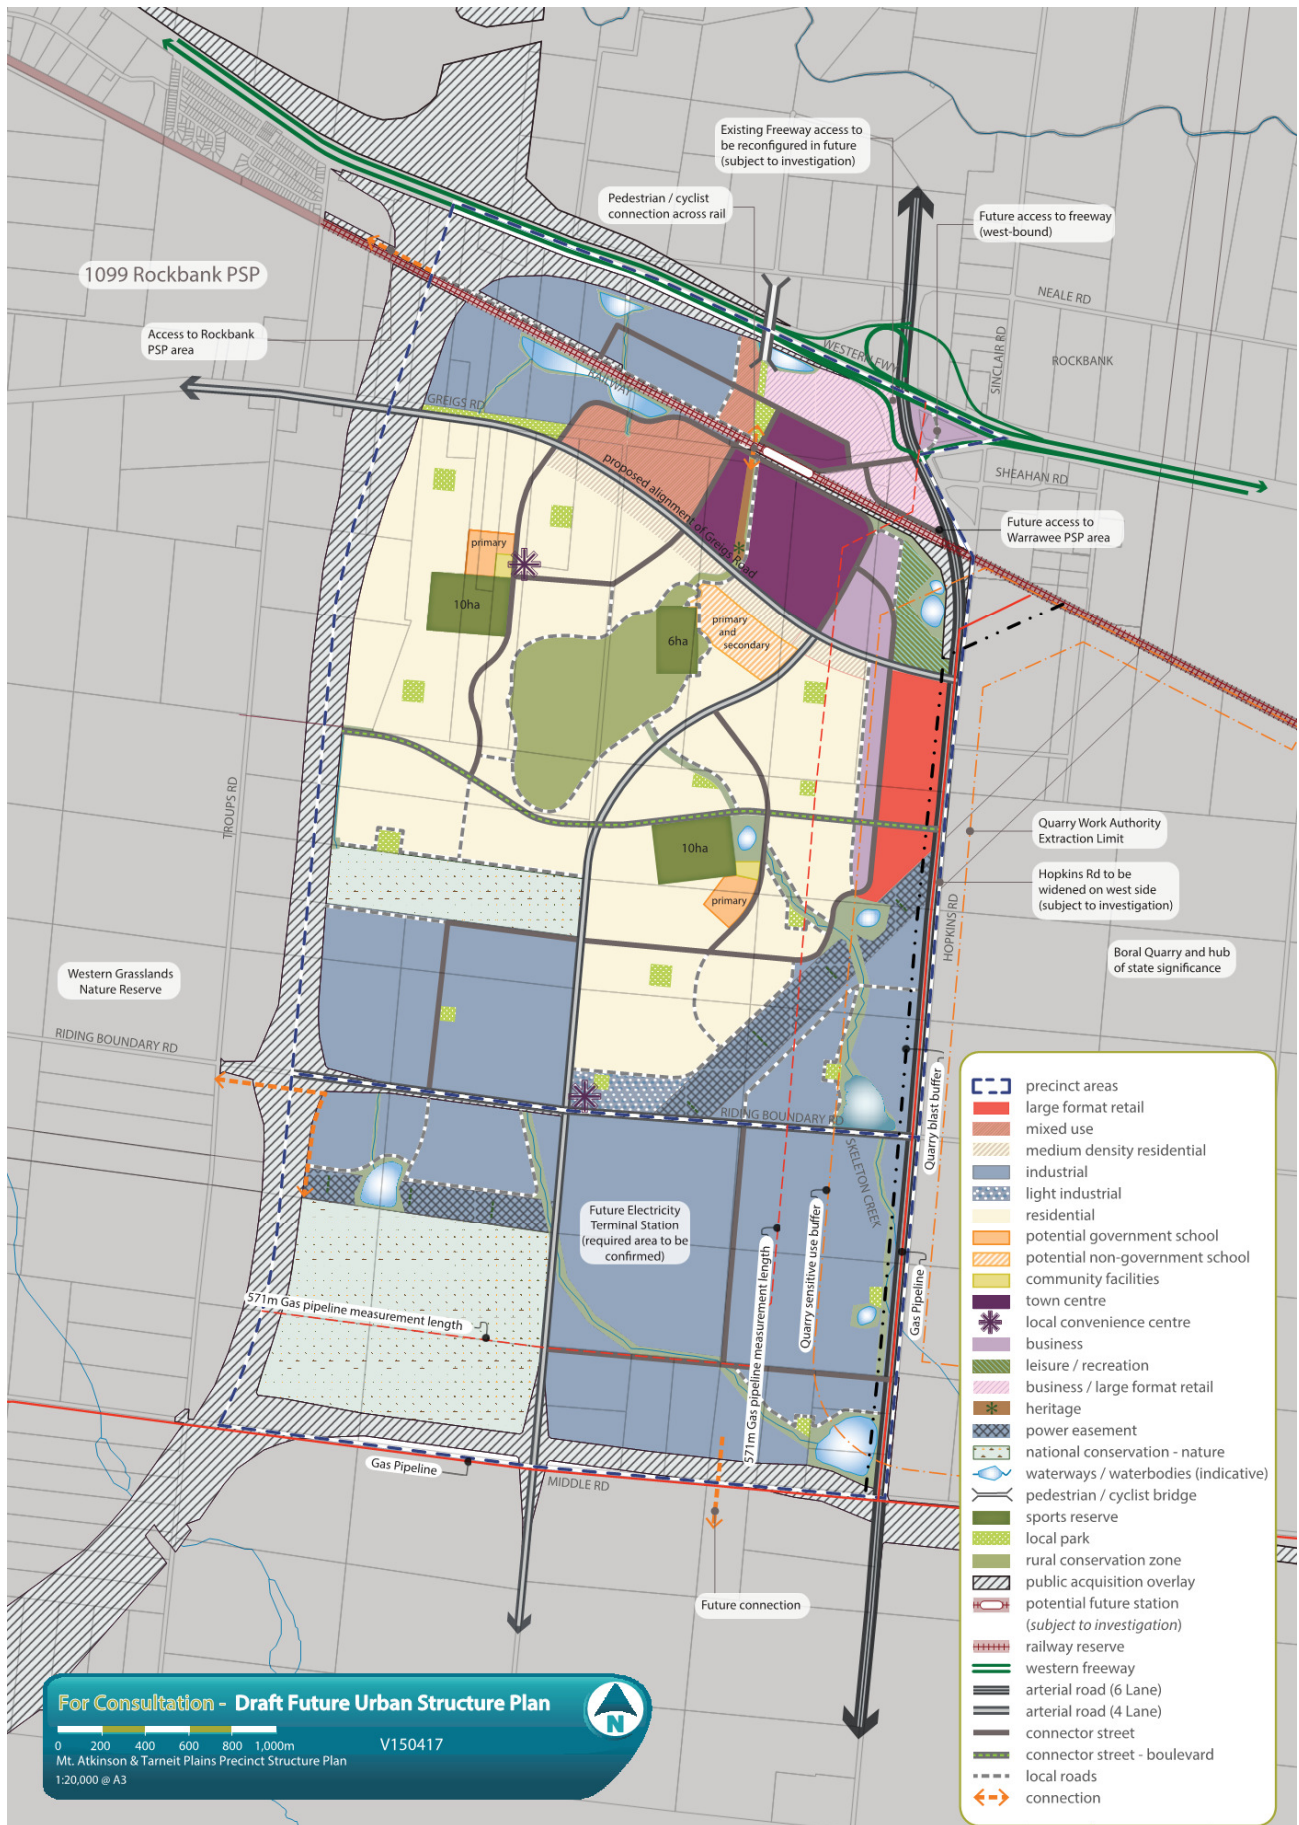 Existing Freeway access to
be reconfigured in future
(subject to investigation)
Pedestrian / cyclist
connection across rail
Future access to freeway
(west-bound)
1099 Rockbank PSP
NEALE RD
Access to Rockbank
PSP area
WESTERN FWY
SINCLAIR RD
ROCKBANK
RAILWAY
GREIGS RD
SHEAHAN RD
proposed alignment of Greigs Road
Future access to
Warrawee PSP area
primary
10ha
6ha
primary
and
secondary
TROUPS RD
Quarry Work Authority
Extraction Limit
10ha
Hopkins Rd to be
widened on west side
(subject to investigation)
primary
HOPKINS RD
Boral Quarry and hub
of state significance
Western Grasslands
Nature Reserve
RIDING BOUNDARY RD
RIDING BOUNDARY RD
Quarry blast buffer
SKELETON CREEK
Future Electricity
Terminal Station
(required area to be
confirmed)
571m Gas pipeline measurement length
571m Gas pipeline measurement length
Quarry sensitive use buffer
Gas Pipeline
Gas Pipeline
MIDDLE RD
Future connection
precinct areas
large format retail
mixed use
medium density residential
industrial
light industrial
residential
potential government school
potential non-government school
community facilities
town centre
local convenience centre
business
leisure / recreation
business / large format retail
heritage
power easement
national conservation - nature
waterways / waterbodies (indicative)
pedestrian / cyclist bridge
sports reserve
local park
rural conservation zone
public acquisition overlay
potential future station
(subject to investigation)
railway reserve
western freeway
arterial road (6 Lane)
arterial road (4 Lane)
connector street
connector street - boulevard
local roads
connection
For Consultation - Draft Future Urban Structure Plan
N
0 200 400 600 800 1,000m
V150417
Mt. Atkinson & Tarneit Plains Precinct Structure Plan
1:20,000 @ A3